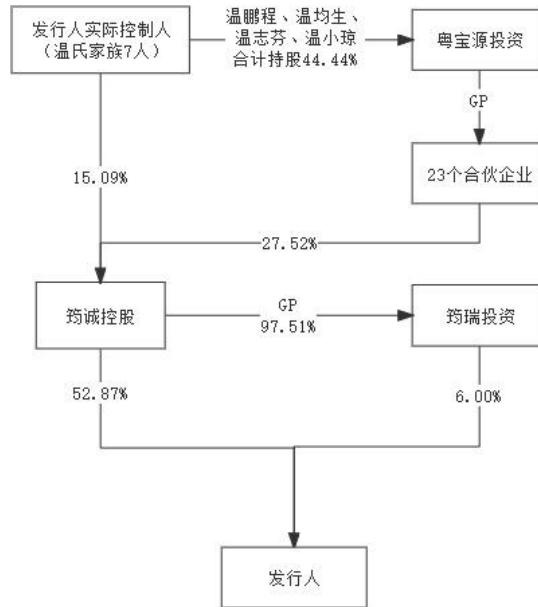 发行人实际控制人
（温氏家族7人）
温鹏程、温均生、
温志芬、温小琼
合计持股44.44%
粤宝源投资
GP
23个合伙企业
15.09%
27.52%
筠诚控股
GP
97.51%
筠瑞投资
52.87%
6.00%
发行人